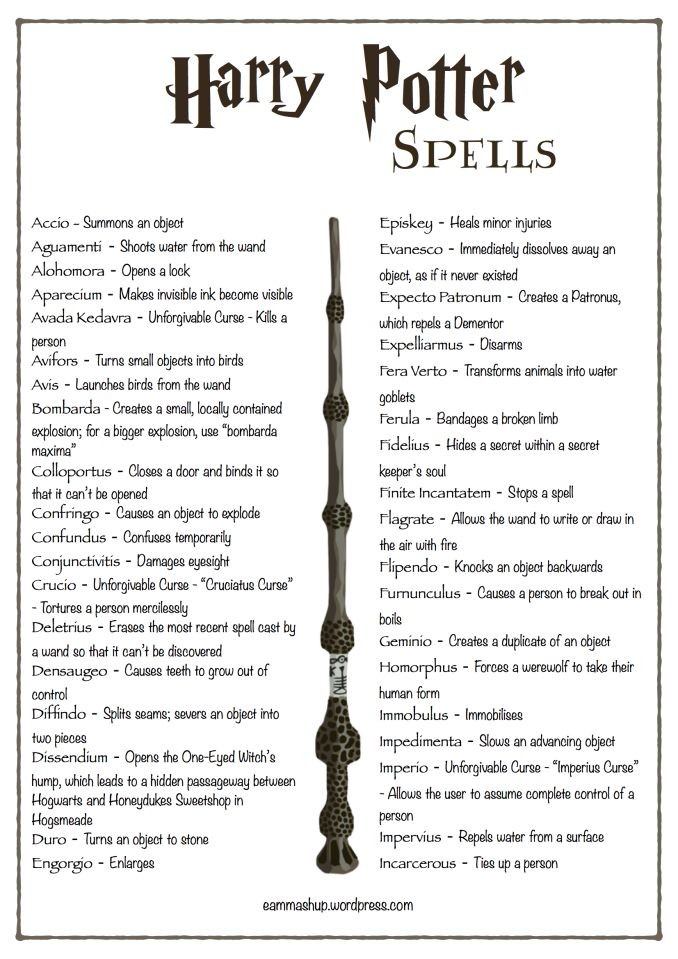 Harry Potter
Spells
Accio - Summons an object
Aguamenti - Shoots water from the wand
Alohomora - Opens a lock
Aparecium - Makes invisible ink become visible
Avada Kedavra - Unforgivable Curse - Kills a
person
Avifors - Turns small objects into birds
Avis - Launches birds from the wand
Bombarda - Creates a small, locally contained
explosion; for a bigger explosion, use “bombarda
maxima”
Colloportus - Closes a door and binds it so
that it can't be opened
Confringo - Causes an object to explode
Confundus - Confuses temporarily
Conjunctivitis - Damages eyesight
Crucio - Unforgivable Curse - “Cruciatus Curse”
- Tortures a person mercilessly
Deletrius - Erases the most recent spell cast by
a wand so that it can't be discovered
Densaugeo - Causes teeth to grow out of
control
Diffindo - Splits seams; severs an object into
two pieces
Dissendium - Opens the One-Eyed Witch's
hump, which leads to a hidden passageway between
Hogwarts and Honeydukes Sweetshop in
Hogsmeade
Duro - Turns an object to stone
Engorgio - Enlarges
Episkey - Heals minor injuries
Evanesco - Immediately dissolves away an
object, as if it never existed
Expecto Patronum - Creates a Patronus,
which repels a Dementor
Expelliarmus - Disarms
Fera Verto - Transforms animals into water
goblets
Ferula - Bandages a broken limb
Fidelius - Hides a secret within a secret
keeper's soul
Finite Incantatem - Stops a spell
Flagrate - Allows the wand to write or draw in
the air with fire
Flipendo - Knocks an object backwards
Furnunculus - Causes a person to break out in
boils
Geminio - Creates a duplicate of an object
Homorphus - Forces a werewolf to take their
human form
Immobulus - Immobilises
Impedimenta - Slows an advancing object
Imperio - Unforgivable Curse - “Imperius Curse”
- Allows the user to assume complete control of a
person
Impervius - Repels water from a surface
Incarcerous - Ties up a person
eammashup.wordpress.com